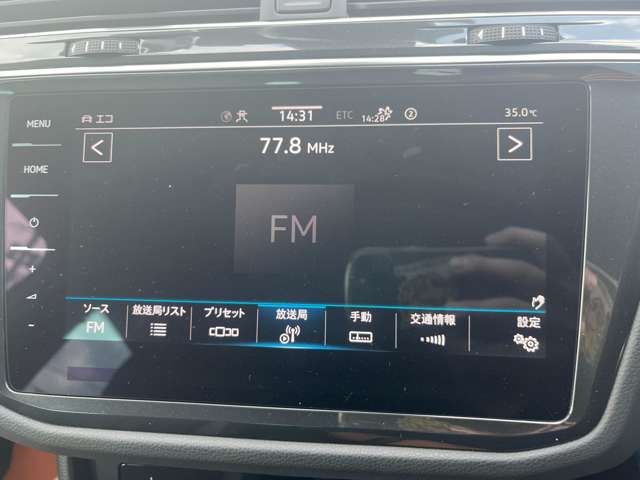 MENU
エコ
14:31
ETC
14:28
2
35.0℃
77.8 MHz
HOME
FM
ソース
FM
放送局リスト
プリセット
放送局
手動
交通情報
設定